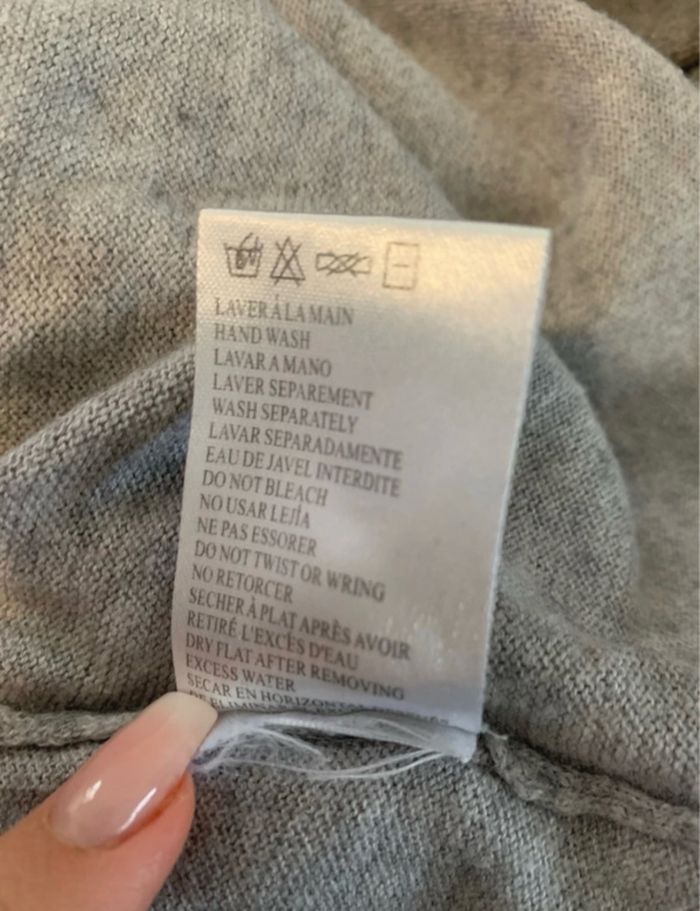 LAVER À LA MAIN
HAND WASH
LAVAR A MANO
LAVER SEPAREMENT
WASH SEPARATELY
LAVAR SEPARADAMENTE
EAU DE JAVEL INTERDITE
DO NOT BLEACH
NO USAR LEJÍA
NE PAS ESSORER
DO NOT TWIST OR WRING
NO RETORCER
SECHER À PLAT APRÈS AVOIR
RETIRÉ L'EXCÈS D'EAU
DRY FLAT AFTER REMOVING
EXCESS WATER
SECAR EN HORIZONTAL
DE